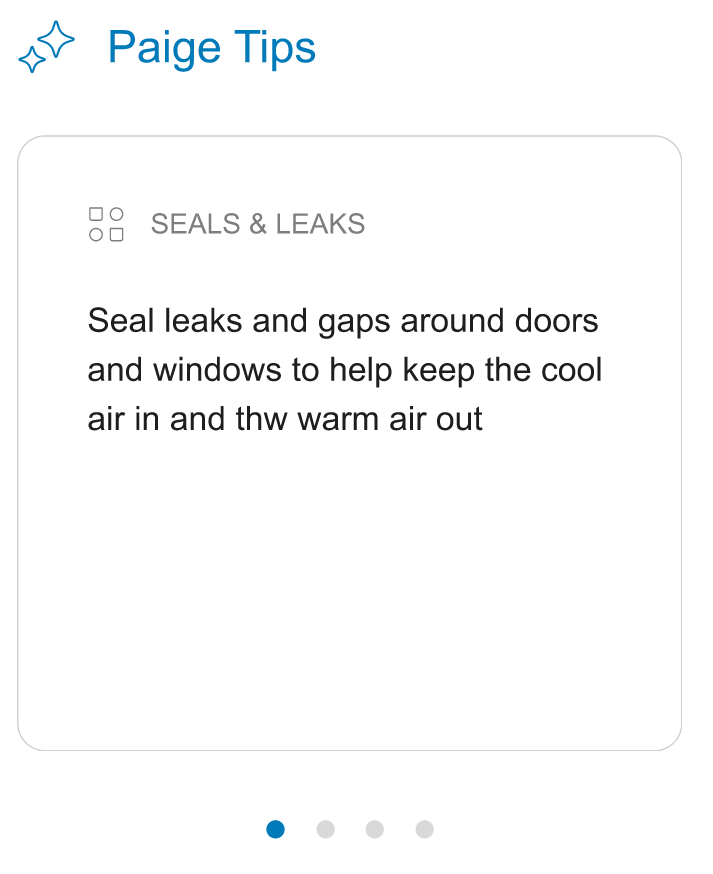 Paige Tips
SEALS & LEAKS
Seal leaks and gaps around doors
and windows to help keep the cool
air in and thw warm air out